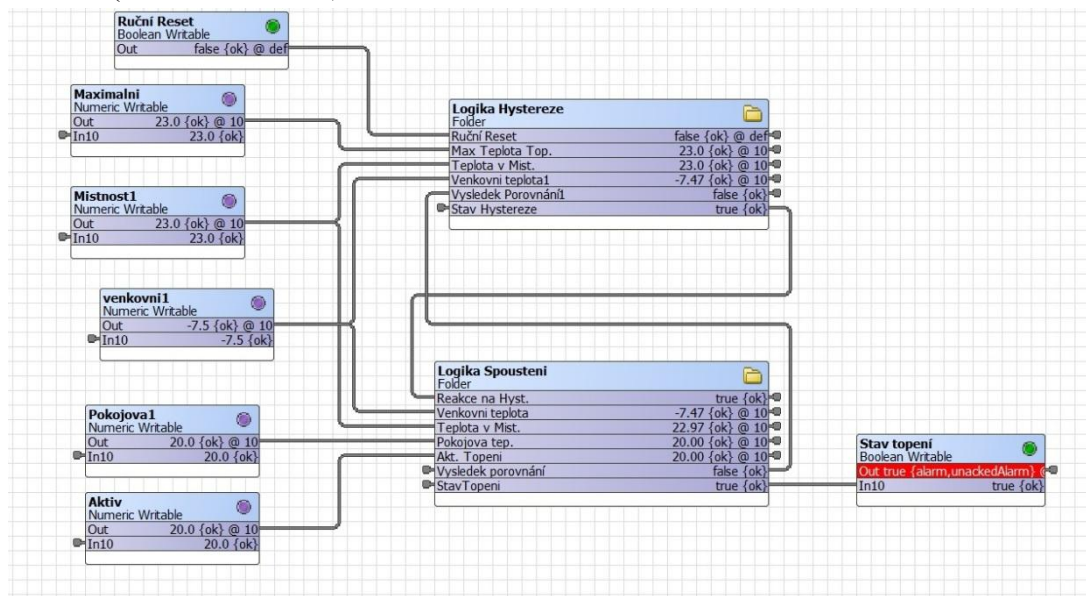 Ruční Reset
Boolean Writable
Out false {ok} @ def
Maximalni
Numeric Writable
Out 23.0 {ok} @ 10
In10 23.0 {ok}
Mistnost1
Numeric Writable
Out 23.0 {ok} @ 10
In10 23.0 {ok}
venkovni1
Numeric Writable
Out -7.5 {ok} @ 10
In10 -7.5 {ok}
Pokojova1
Numeric Writable
Out 20.0 {ok} @ 10
In10 20.0 {ok}
Aktiv
Numeric Writable
Out 20.0 {ok} @ 10
In10 20.0 {ok}
Logika Hystereze
Folder
Ruční Reset false {ok} @ def
Max Teplota Top. 23.0 {ok} @ 10
Teplota v Mist. 23.0 {ok} @ 10
Venkovni teplota1 -7.47 {ok} @ 10
Vysledek Porovnání1 false {ok}
Stav Hystereze true {ok}
Logika Spousteni
Folder
Reakce na Hyst. true {ok}
Venkovni teplota -7.47 {ok} @ 10
Teplota v Mist. 22.97 {ok} @ 10
Pokojova tep. 20.00 {ok} @ 10
Akt. Topeni 20.00 {ok} @ 10
Vysledek porovnání false {ok}
StavTopeni true {ok}
Stav topení
Boolean Writable
Out true {alarm,unackedAlarm}
In10 true {ok}